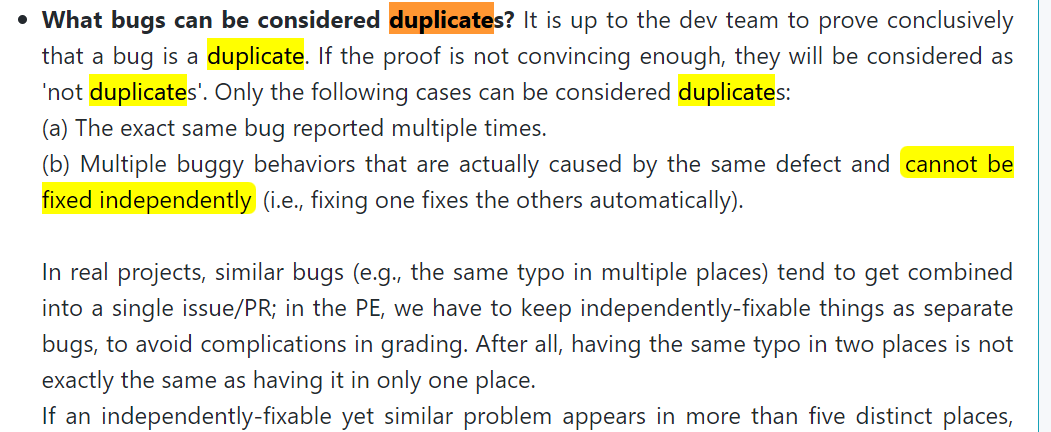 • What bugs can be considered duplicates? It is up to the dev team to prove conclusively
that a bug is a duplicate. If the proof is not convincing enough, they will be considered as
'not duplicates'. Only the following cases can be considered duplicates:
(a) The exact same bug reported multiple times.
(b) Multiple buggy behaviors that are actually caused by the same defect and cannot be
fixed independently (i.e., fixing one fixes the others automatically).
In real projects, similar bugs (e.g., the same typo in multiple places) tend to get combined
into a single issue/PR; in the PE, we have to keep independently-fixable things as separate
bugs, to avoid complications in grading. After all, having the same typo in two places is not
exactly the same as having it in only one place.
If an independently-fixable yet similar problem appears in more than five distinct places,